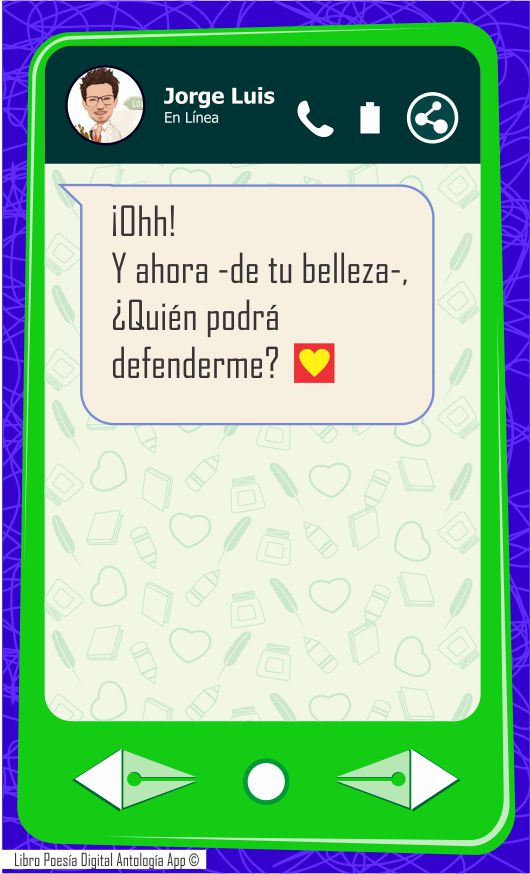 Jorge Luis
En Línea
¡Ohh!
Y ahora -de tu belleza-,
¿Quién podrá
defenderme?
Libro Poesía Digital Antología App ©